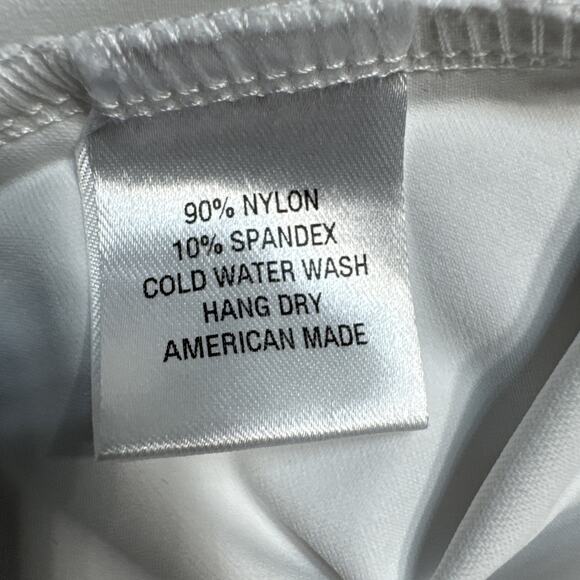 90% NYLON
10% SPANDEX
COLD WATER WASH
HANG DRY
AMERICAN MADE